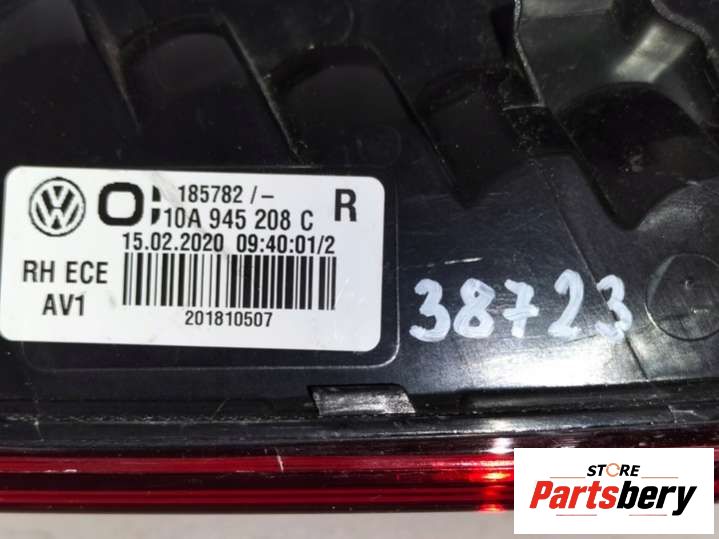 185782 / -
10A 945 208 C
R
15.02.2020 09:40:01/2
RH ECE
AV1
201810507
38723
STORE
Partsbery